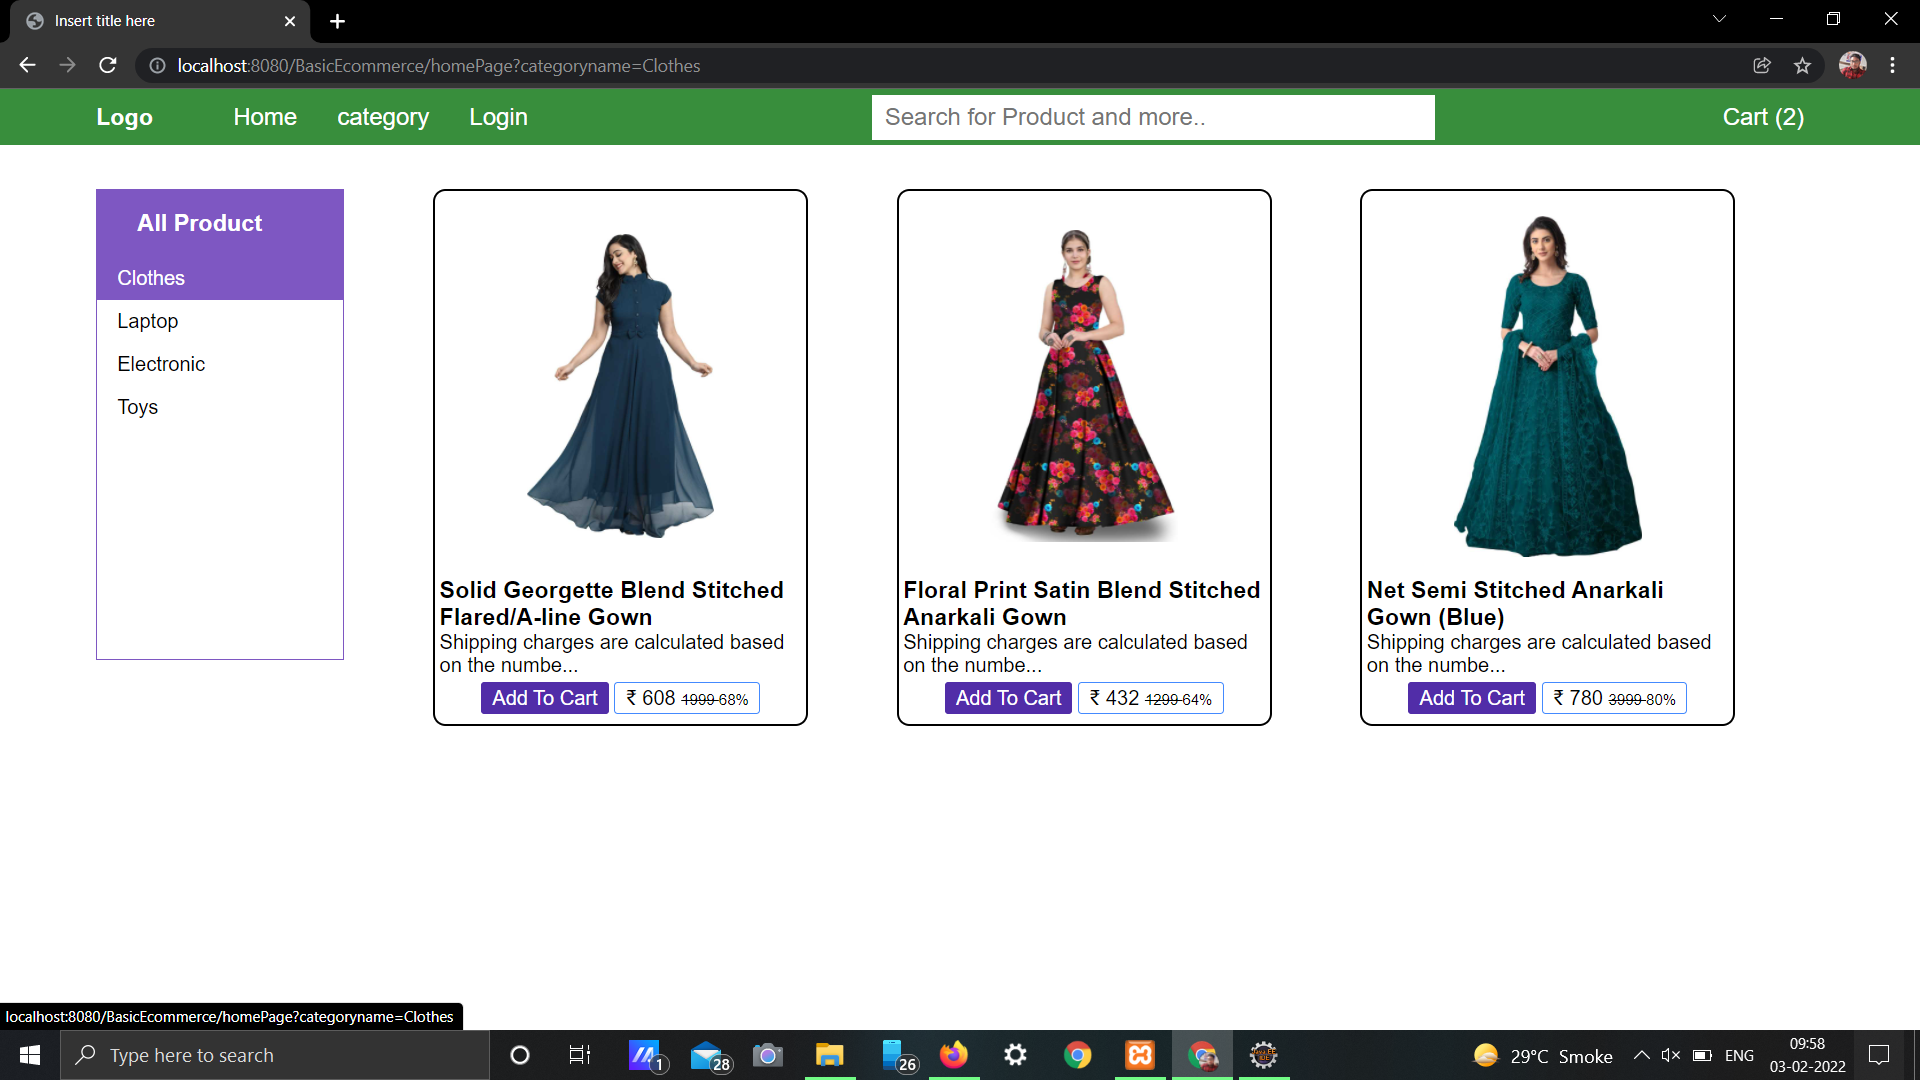 Insert title here
localhost:8080/BasicEcommerce/homePage?categoryname=Clothes
Logo Home category Login Search for Product and more.. Cart (2)
All Product
Clothes
Laptop
Electronic
Toys
Solid Georgette Blend Stitched
Flared/A-line Gown
Shipping charges are calculated based
on the numbe...
Add To Cart ₹ 608 1999 68%
Floral Print Satin Blend Stitched
Anarkali Gown
Shipping charges are calculated based
on the numbe...
Add To Cart ₹ 432 1299 64%
Net Semi Stitched Anarkali
Gown (Blue)
Shipping charges are calculated based
on the numbe...
Add To Cart ₹ 780 3999 80%
localhost:8080/BasicEcommerce/homePage?categoryname=Clothes
Type here to search 1 28 26 29°C Smoke ENG
09:58
03-02-2022